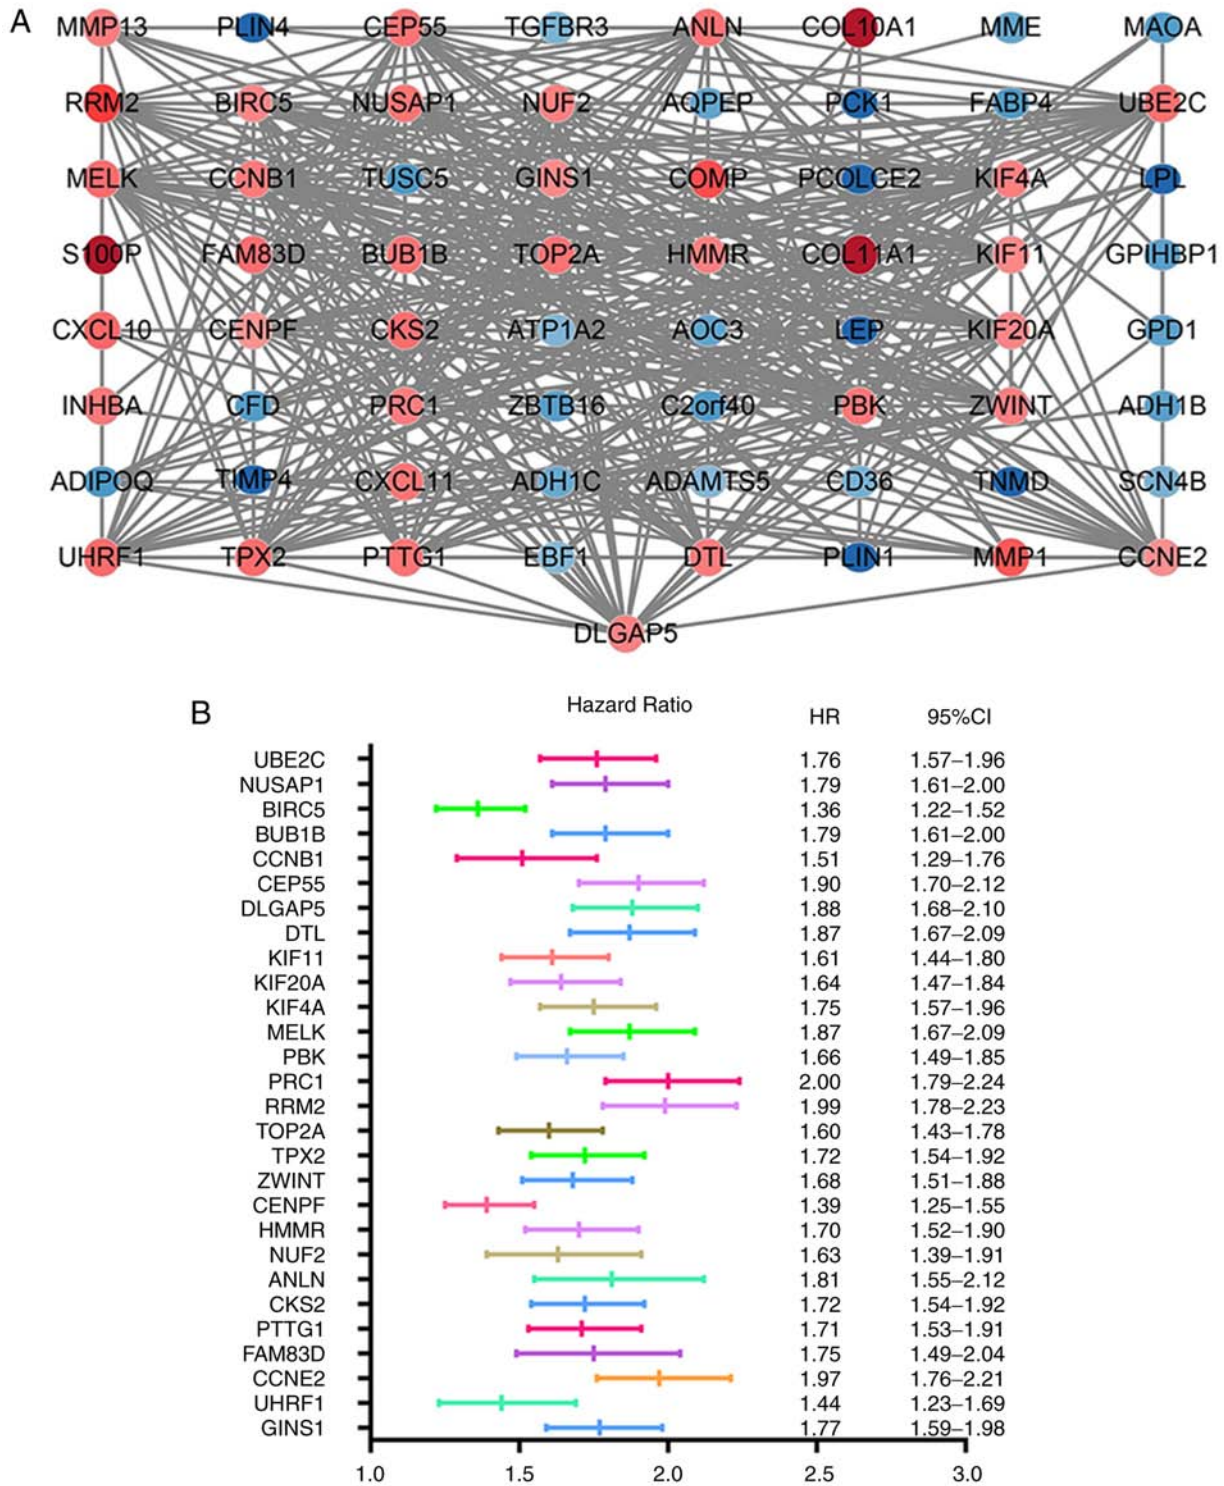 A
MMP13 PLIN4 CEP55 TGFBR3 ANLN COL10A1 MME MAOA
RRM2 BIRC5 NUSAP1 NUF2 AQPEP PCK1 FABP4 UBE2C
MELK CCNB1 TUSC5 GINS1 COMP PCOLCE2 KIF4A LPL
S100P FAM83D BUB1B TOP2A HMMR COL11A1 KIF11 GPIHBP1
CXCL10 CENPF CKS2 ATP1A2 AOC3 LEP KIF20A GPD1
INHBA CFD PRC1 ZBTB16 C2orf40 PBK ZWINT ADH1B
ADIPOQ TIMP4 CXCL11 ADH1C ADAMTS5 CD36 TNMD SCN4B
UHRF1 TPX2 PTTG1 EBF1 DTL PLIN1 MMP1 CCNE2
DLGAP5
B
Hazard Ratio HR 95%CI
UBE2C 1.76 1.57–1.96
NUSAP1 1.79 1.61–2.00
BIRC5 1.36 1.22–1.52
BUB1B 1.79 1.61–2.00
CCNB1 1.51 1.29–1.76
CEP55 1.90 1.70–2.12
DLGAP5 1.88 1.68–2.10
DTL 1.87 1.67–2.09
KIF11 1.61 1.44–1.80
KIF20A 1.64 1.47–1.84
KIF4A 1.75 1.57–1.96
MELK 1.87 1.67–2.09
PBK 1.66 1.49–1.85
PRC1 2.00 1.79–2.24
RRM2 1.99 1.78–2.23
TOP2A 1.60 1.43–1.78
TPX2 1.72 1.54–1.92
ZWINT 1.68 1.51–1.88
CENPF 1.39 1.25–1.55
HMMR 1.70 1.52–1.90
NUF2 1.63 1.39–1.91
ANLN 1.81 1.55–2.12
CKS2 1.72 1.54–1.92
PTTG1 1.71 1.53–1.91
FAM83D 1.75 1.49–2.04
CCNE2 1.97 1.76–2.21
UHRF1 1.44 1.23–1.69
GINS1 1.77 1.59–1.98
1.0 1.5 2.0 2.5 3.0